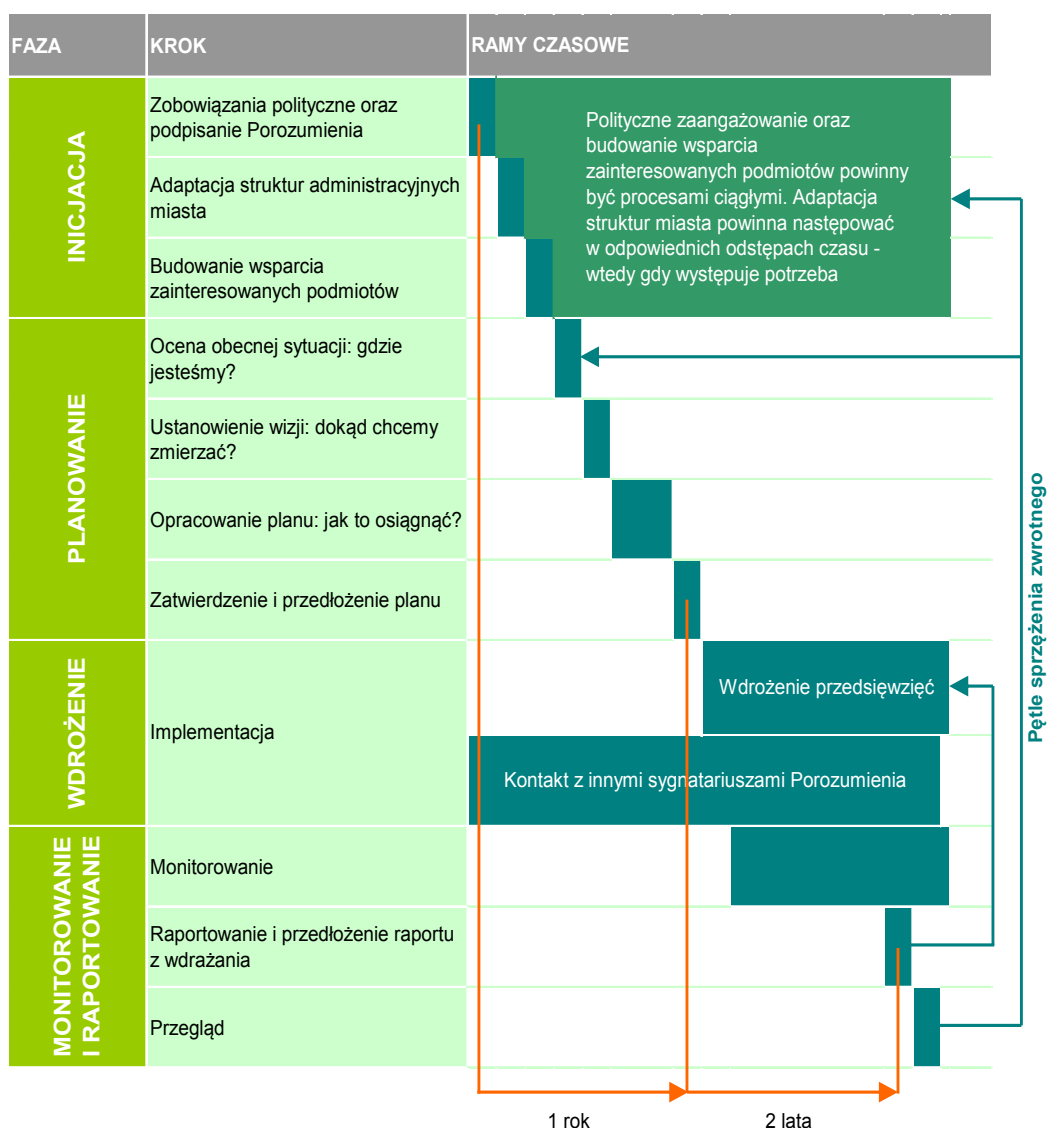 FAZA
KROK
RAMY CZASOWE
INICJACJA
Zobowiązania polityczne oraz
podpisanie Porozumienia
Polityczne zaangażowanie oraz
budowanie wsparcia
zainteresowanych podmiotów powinny
być procesami ciągłymi. Adaptacja
struktur miasta powinna następować
w odpowiednich odstępach czasu -
wtedy gdy występuje potrzeba
Adaptacja struktur administracyjnych
miasta
Budowanie wsparcia
zainteresowanych podmiotów
PLANOWANIE
Ocena obecnej sytuacji: gdzie
jesteśmy?
Ustanowienie wizji: dokąd chcemy
zmierzać?
Opracowanie planu: jak to osiągnąć?
Zatwierdzenie i przedłożenie planu
WDROŻENIE
Implementacja
Wdrożenie przedsięwzięć
Kontakt z innymi sygnatariuszami Porozumienia
MONITOROWANIE
I RAPORTOWANIE
Monitorowanie
Raportowanie i przedłożenie raportu
z wdrażania
Przegląd
Pętle sprzężenia zwrotnego
1 rok
2 lata